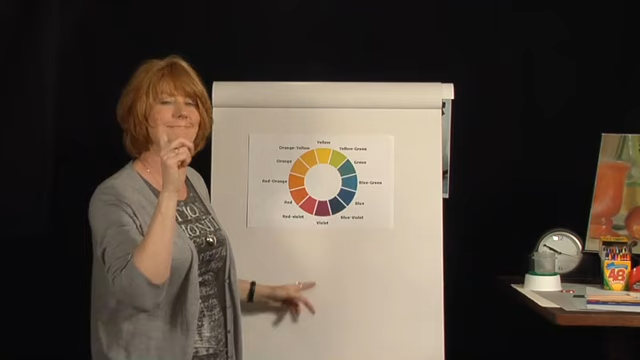 Yellow
Orange-Yellow
Yellow-Green
Orange
Green
Red-Orange
Blue-Green
Red
Blue
Red-violet
Blue-Violet
Violet
48